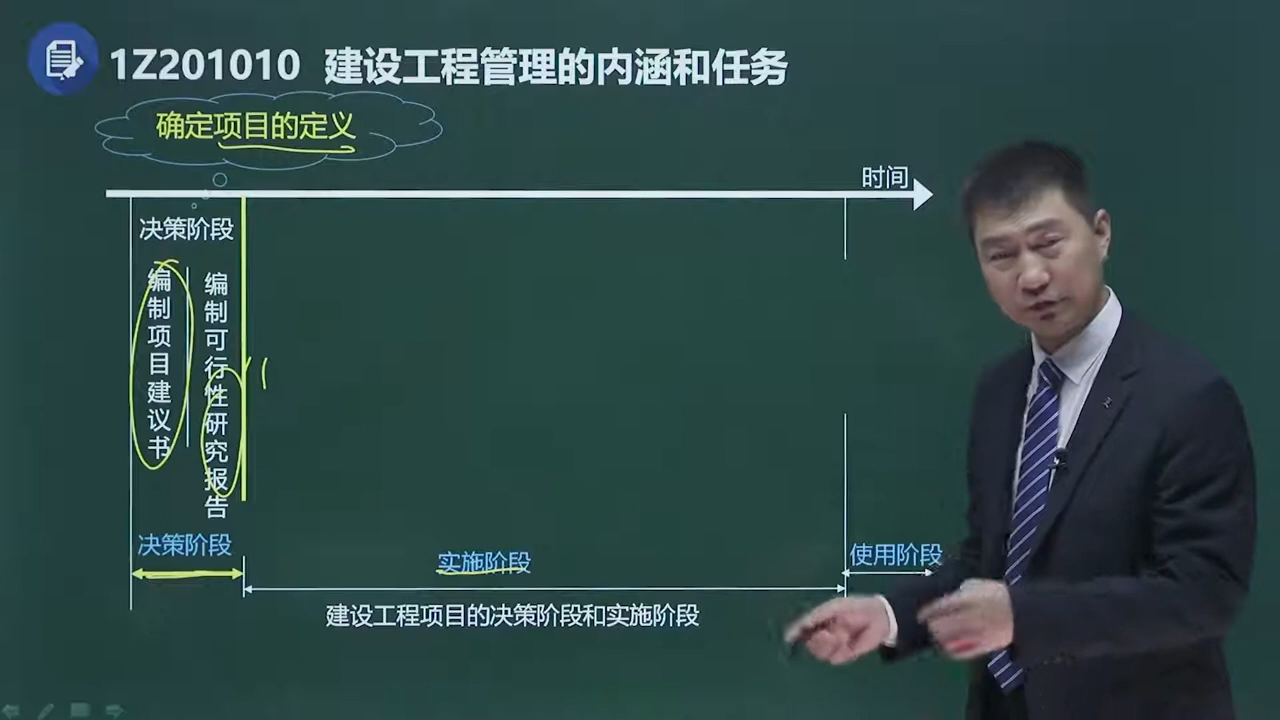 1Z201010 建设工程管理的内涵和任务
确定项目的定义
时间
决策阶段
编制项目建议书
编制可行性研究报告
决策阶段
实施阶段
使用阶段
建设工程项目的决策阶段和实施阶段